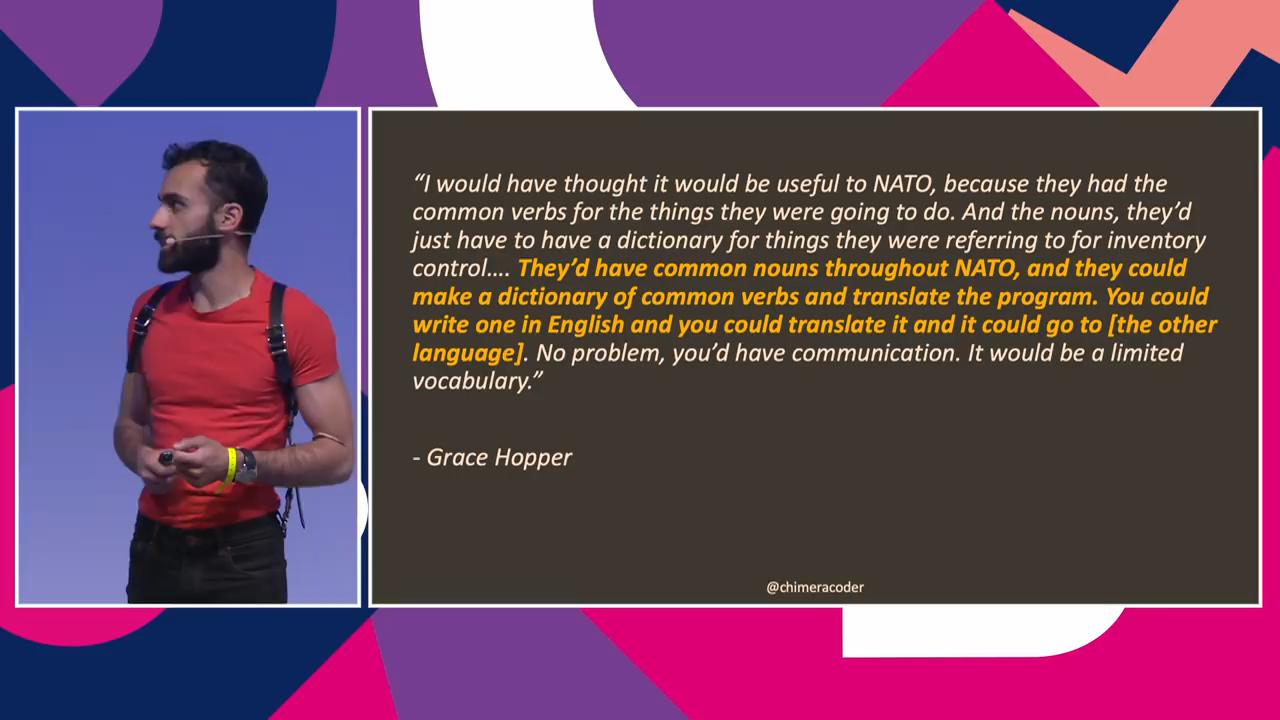 “I would have thought it would be useful to NATO, because they had the
common verbs for the things they were going to do. And the nouns, they’d
just have to have a dictionary for things they were referring to for inventory
control…. They’d have common nouns throughout NATO, and they could
make a dictionary of common verbs and translate the program. You could
write one in English and you could translate it and it could go to [the other
language]. No problem, you’d have communication. It would be a limited
vocabulary.”
- Grace Hopper
@chimeracoder